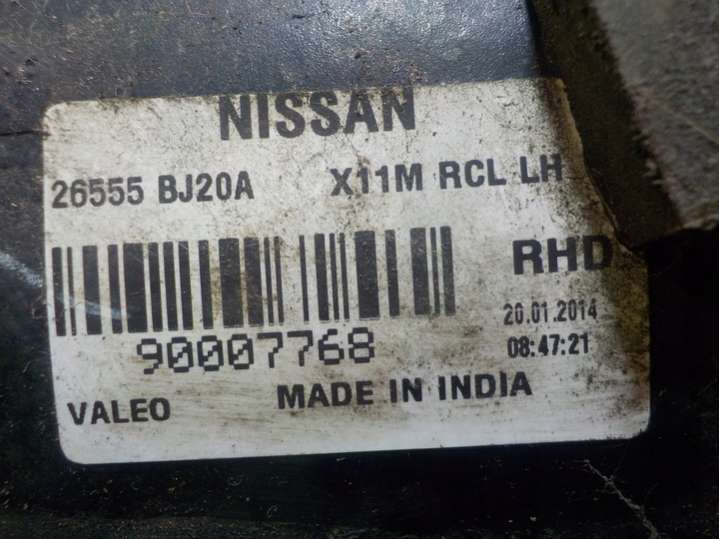 NISSAN
26555 BJ20A X11M RCL LH
RHD
20.01.2014
90007768 08:47:21
VALEO MADE IN INDIA